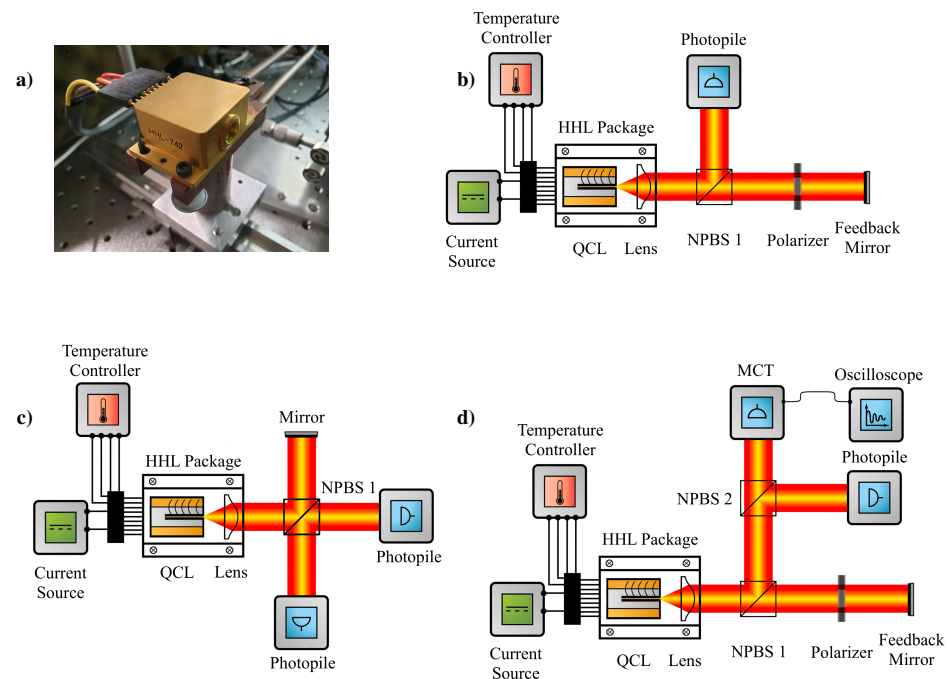 a)
HHL-742
b)
Temperature
Controller
Photopile
HHL Package
Current
Source
QCL
Lens
NPBS 1
Polarizer
Feedback
Mirror
c)
Temperature
Controller
Mirror
HHL Package
NPBS 1
Current
Source
QCL
Lens
Photopile
Photopile
d)
MCT
Oscilloscope
Temperature
Controller
Photopile
NPBS 2
HHL Package
Current
Source
QCL
Lens
NPBS 1
Polarizer
Feedback
Mirror